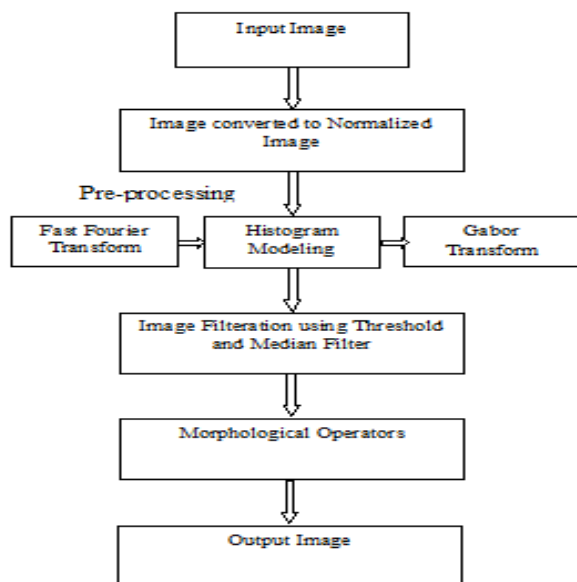 Input Image
Image converted to Normalized
Image
Pre-processing
Fast Fourier
Transform
Histogram
Modeling
Gabor
Transform
Image Filteration using Threshold
and Median Filter
Morphological Operators
Output Image